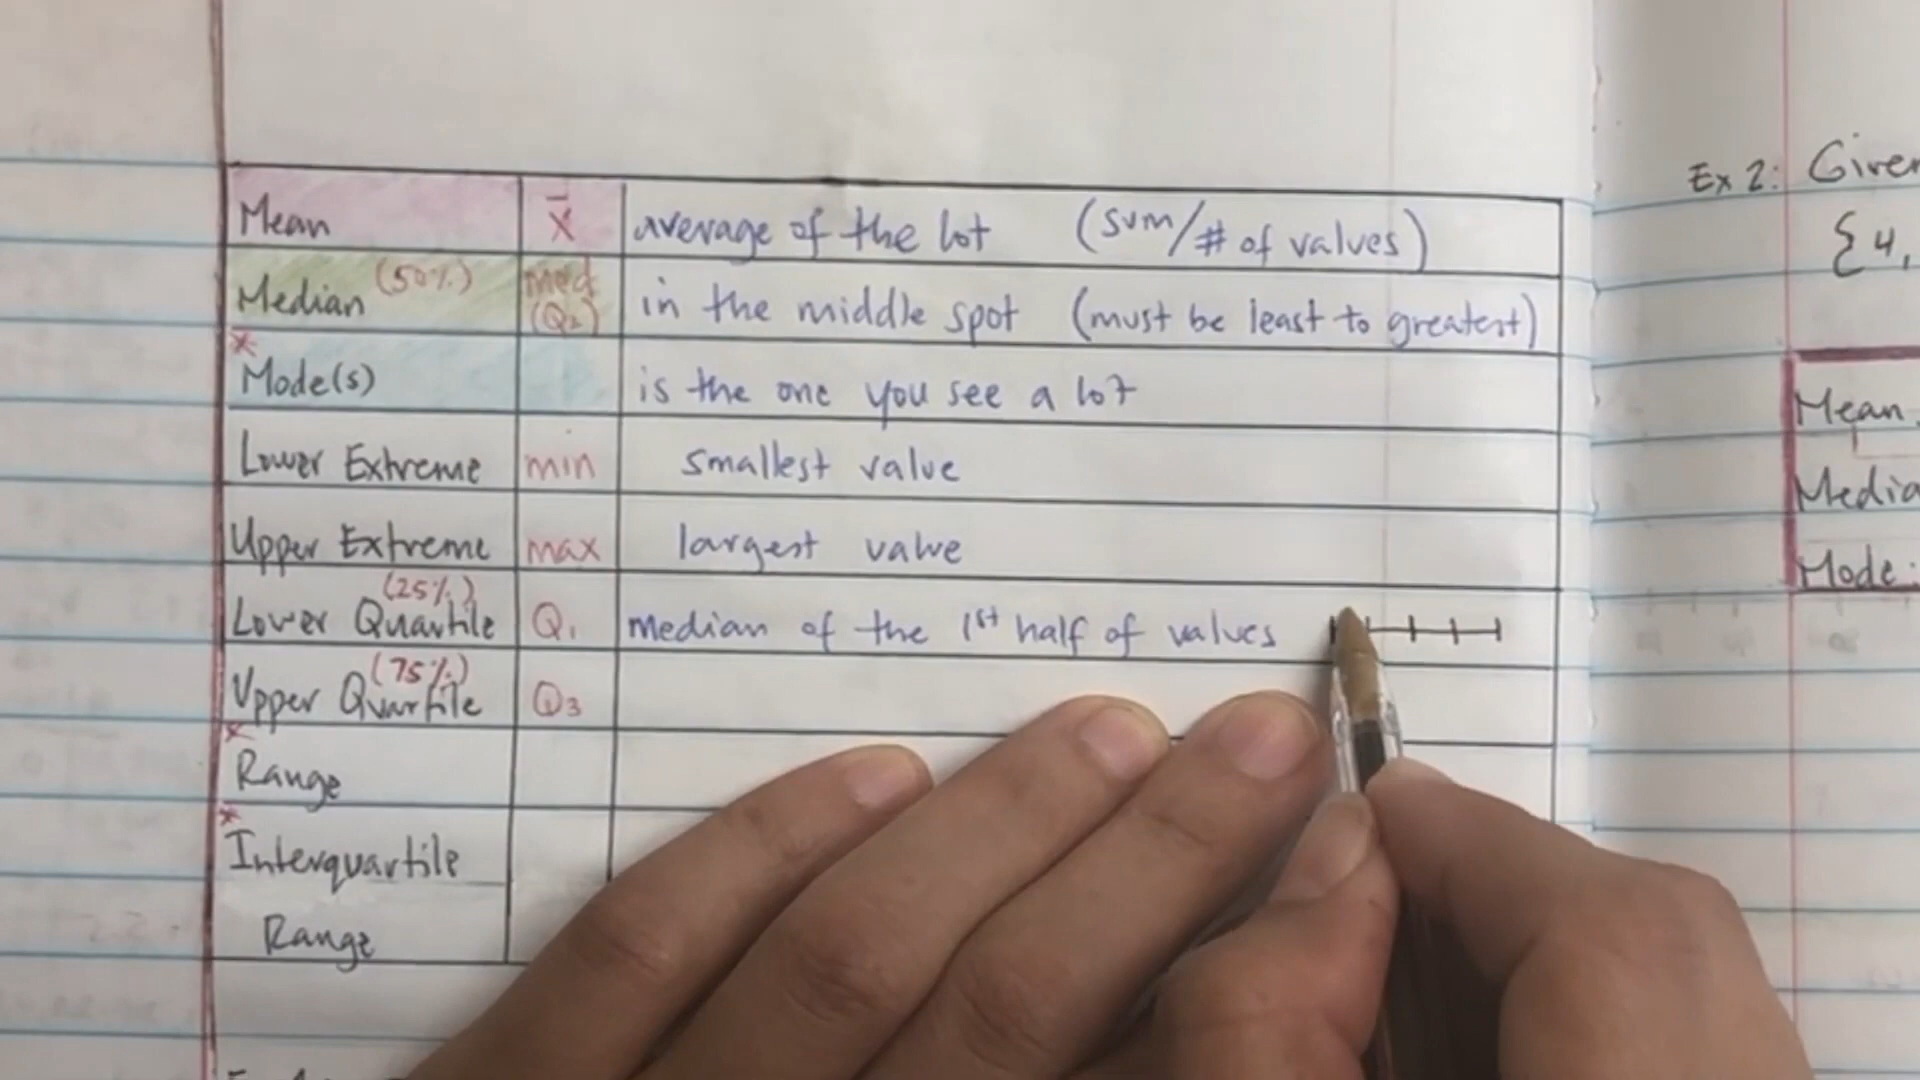 Mean x̄ average of the lot (sum/# of values)
Median (50%) med (Q₂) in the middle spot (must be least to greatest)
* Mode(s) is the one you see a lot
Lower Extreme min smallest value
Upper Extreme max largest value
Lower Quartile (25%) Q₁ median of the 1st half of values
Upper Quartile (75%) Q₃
* Range
* Interquartile
Range
Ex 2: Given
{4,
Mean
Media
Mode: